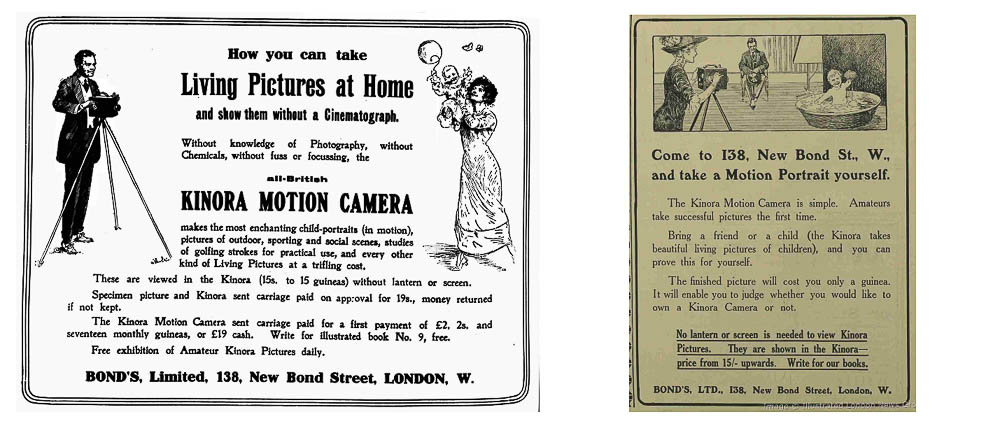 How you can take
Living Pictures at Home
and show them without a Cinematograph.
Without knowledge of Photography, without
Chemicals, without fuss or focussing, the
all-British
KINORA MOTION CAMERA
makes the most enchanting child-portraits (in motion),
pictures of outdoor, sporting and social scenes, studies
of golfing strokes for practical use, and every other
kind of Living Pictures at a trifling cost.
These are viewed in the Kinora (15s. to 15 guineas) without lantern or screen.
Specimen picture and Kinora sent carriage paid on approval for 19s., money returned
if not kept.
The Kinora Motion Camera sent carriage paid for a first payment of £2, 2s. and
seventeen monthly guineas, or £19 cash. Write for illustrated book No. 9, free.
Free exhibition of Amateur Kinora Pictures daily.
BOND'S, Limited, 138, New Bond Street, LONDON, W.
Come to 138, New Bond St., W.,
and take a Motion Portrait yourself.
The Kinora Motion Camera is simple. Amateurs
take successful pictures the first time.
Bring a friend or a child (the Kinora takes
beautiful living pictures of children), and you can
prove this for yourself.
The finished picture will cost you only a guinea.
It will enable you to judge whether you would like to
own a Kinora Camera or not.
No lantern or screen is needed to view Kinora
Pictures. They are shown in the Kinora—
price from 15/- upwards. Write for our books.
BOND'S, LTD., 138, New Bond Street, London, W.
Image © Illustrated London News